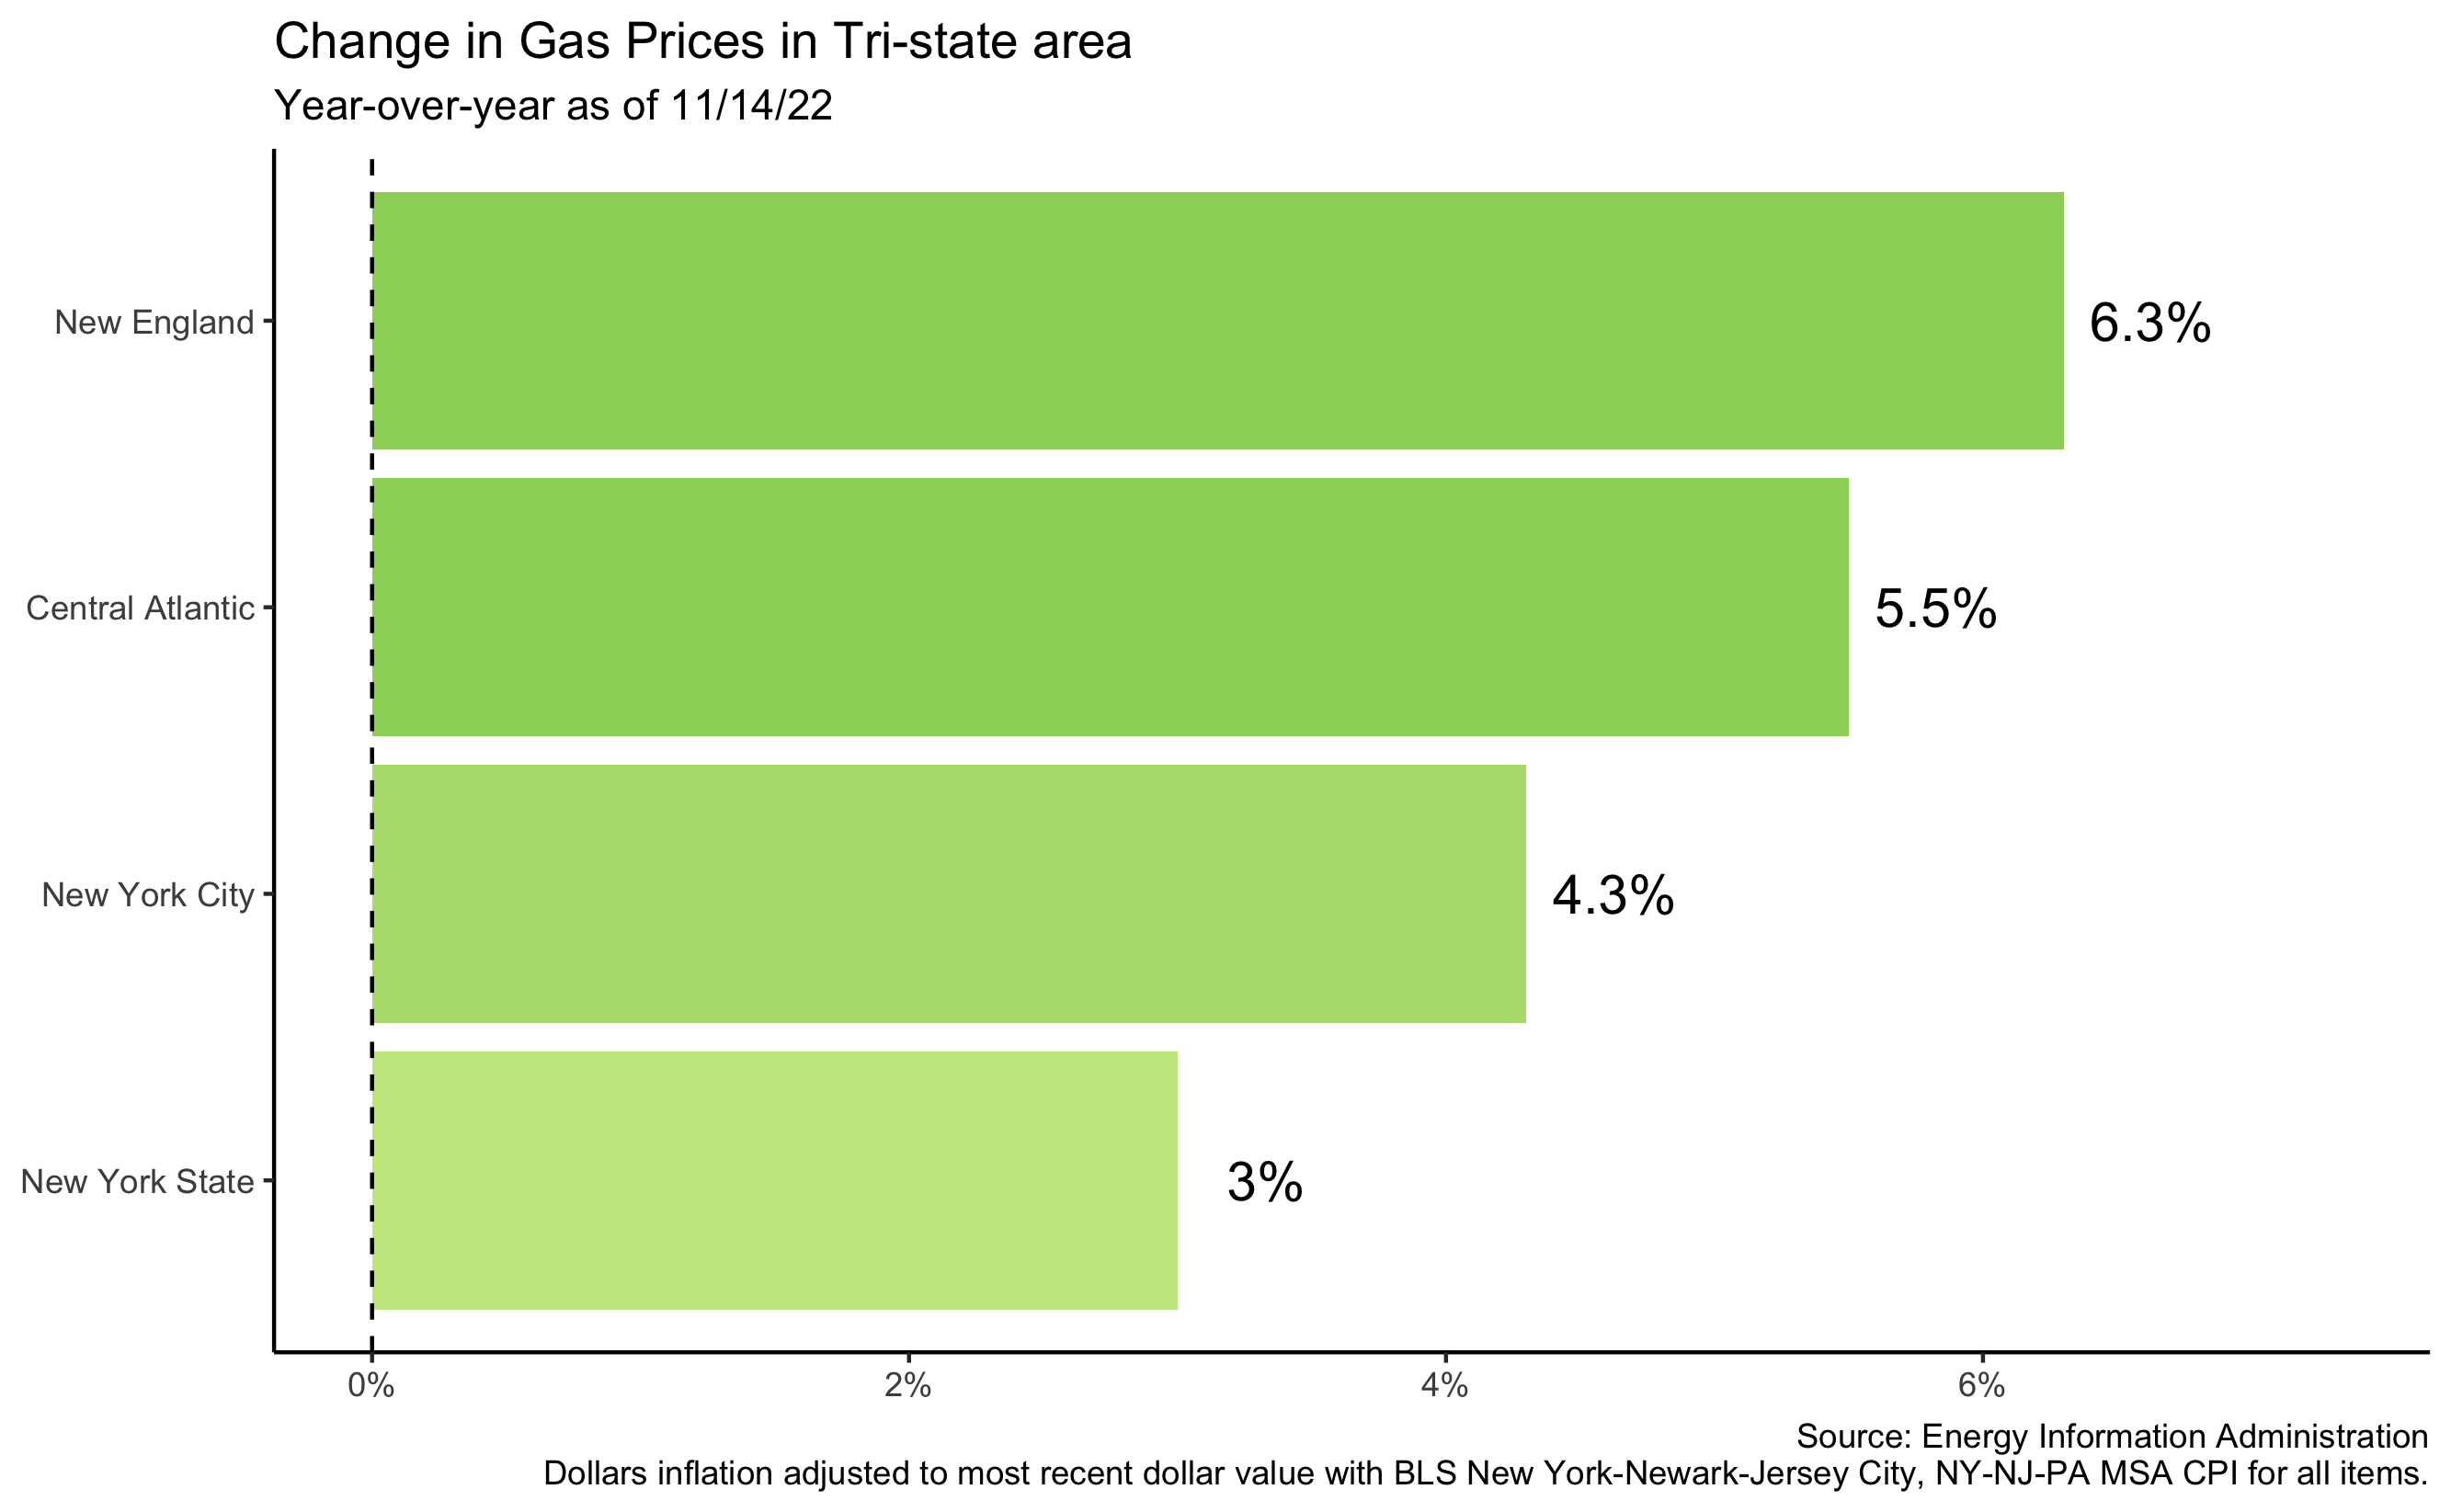 Change in Gas Prices in Tri-state area
Year-over-year as of 11/14/22
New England
6.3%
Central Atlantic
5.5%
New York City
4.3%
New York State
3%
0%
2%
4%
6%
Source: Energy Information Administration
Dollars inflation adjusted to most recent dollar value with BLS New York-Newark-Jersey City, NY-NJ-PA MSA CPI for all items.